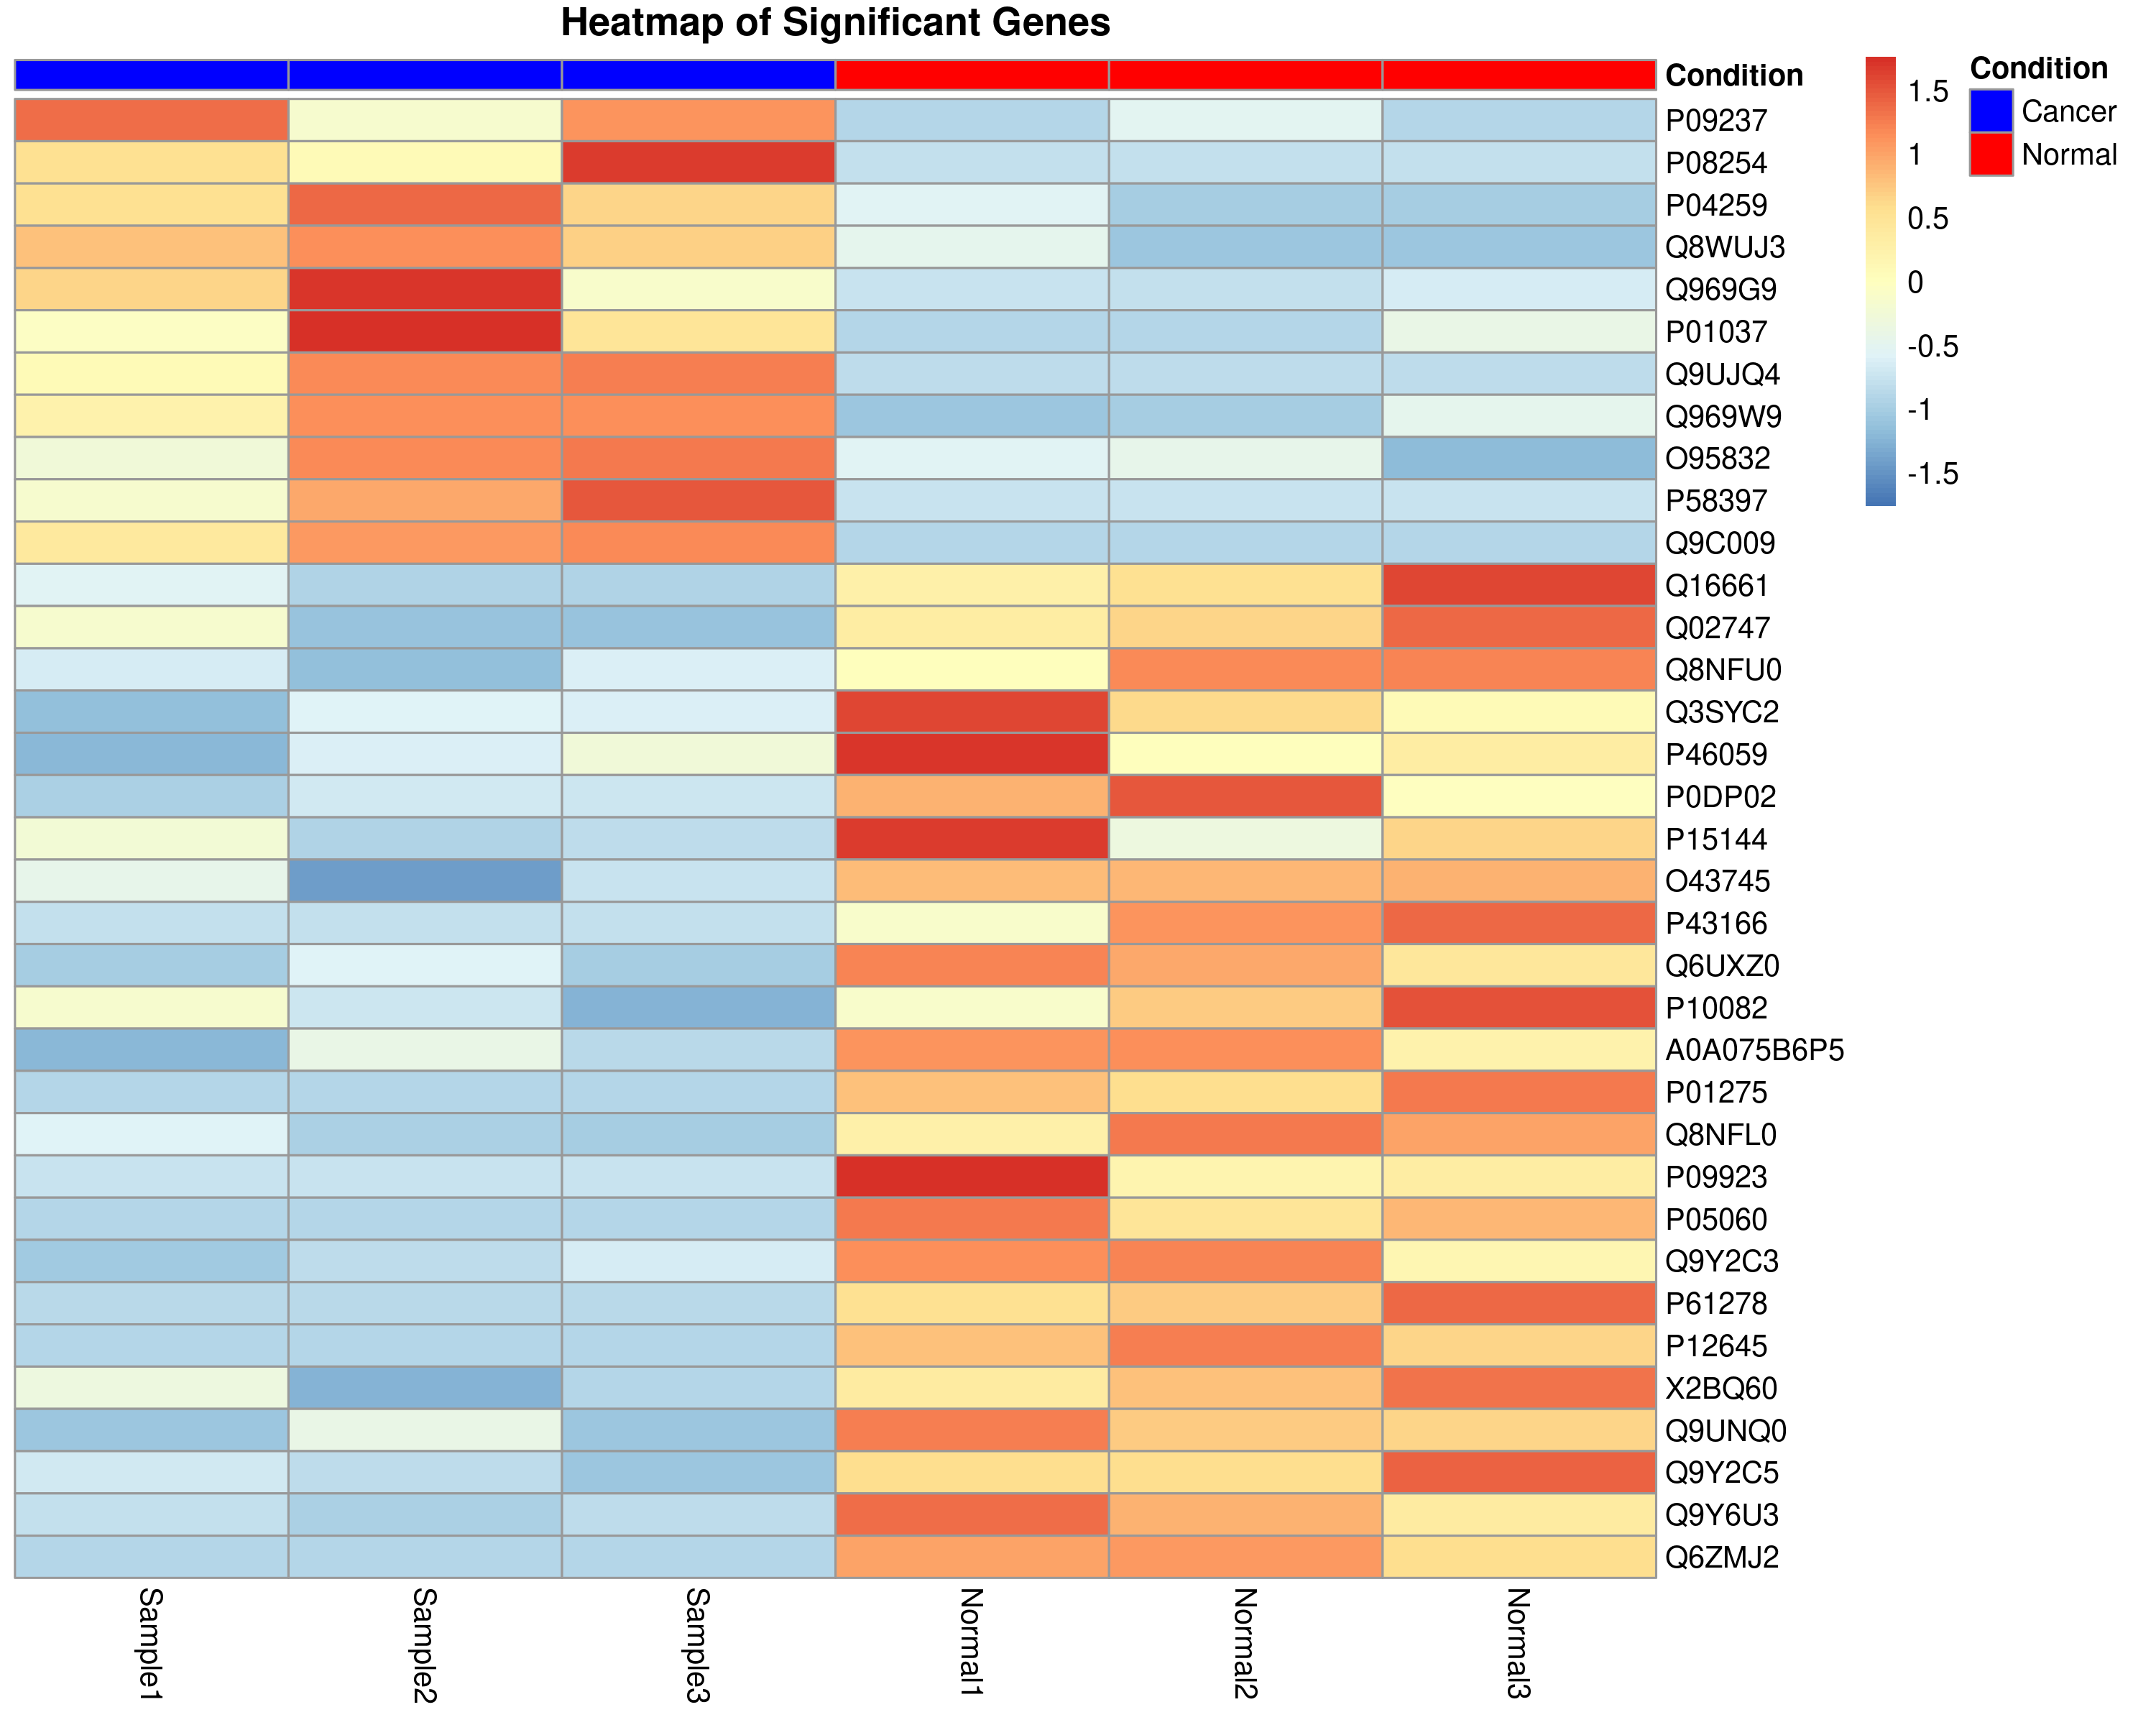 Heatmap of Significant Genes
Condition
P09237
P08254
P04259
Q8WUJ3
Q969G9
P01037
Q9UJQ4
Q969W9
O95832
P58397
Q9C009
Q16661
Q02747
Q8NFU0
Q3SYC2
P46059
P0DP02
P15144
O43745
P43166
Q6UXZ0
P10082
A0A075B6P5
P01275
Q8NFL0
P09923
P05060
Q9Y2C3
P61278
P12645
X2BQ60
Q9UNQ0
Q9Y2C5
Q9Y6U3
Q6ZMJ2
Sample1
Sample2
Sample3
Normal1
Normal2
Normal3
1.5
1
0.5
0
-0.5
-1
-1.5
Condition
Cancer
Normal